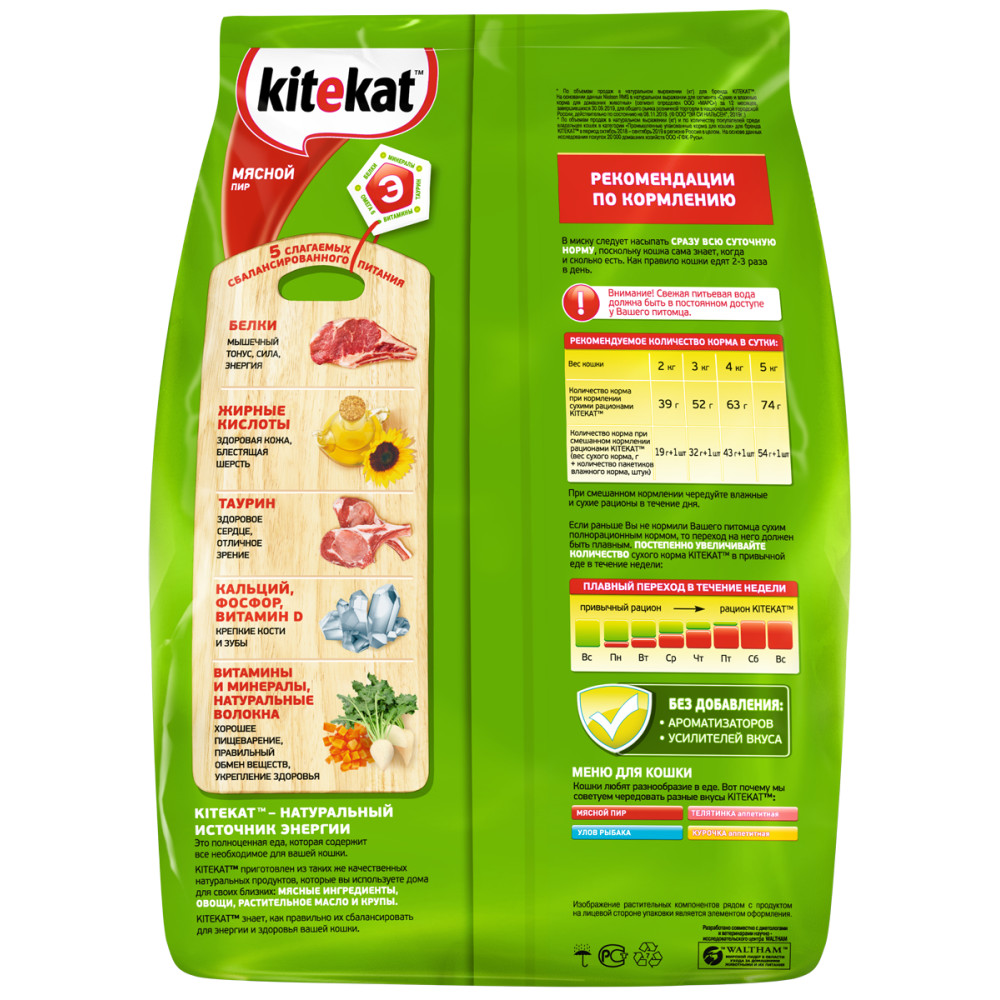 kitekat™
МЯСНОЙ
ПИР
БЕЛКИ
МИНЕРАЛЫ
ТАУРИН
ВИТАМИНЫ
ОМЕГА 6
Э
5 СЛАГАЕМЫХ
СБАЛАНСИРОВАННОГО ПИТАНИЯ
БЕЛКИ
МЫШЕЧНЫЙ
ТОНУС, СИЛА,
ЭНЕРГИЯ
ЖИРНЫЕ
КИСЛОТЫ
ЗДОРОВАЯ КОЖА,
БЛЕСТЯЩАЯ
ШЕРСТЬ
ТАУРИН
ЗДОРОВОЕ
СЕРДЦЕ,
ОТЛИЧНОЕ
ЗРЕНИЕ
КАЛЬЦИЙ,
ФОСФОР,
ВИТАМИН D
КРЕПКИЕ КОСТИ
И ЗУБЫ
ВИТАМИНЫ
И МИНЕРАЛЫ,
НАТУРАЛЬНЫЕ
ВОЛОКНА
ХОРОШЕЕ
ПИЩЕВАРЕНИЕ,
ПРАВИЛЬНЫЙ
ОБМЕН ВЕЩЕСТВ,
УКРЕПЛЕНИЕ ЗДОРОВЬЯ
KITEKAT™ – НАТУРАЛЬНЫЙ
ИСТОЧНИК ЭНЕРГИИ
Это полноценная еда, которая содержит
все необходимое для вашей кошки.
KITEKAT™ приготовлен из таких же качественных
натуральных продуктов, которые вы используете дома
для своих близких: МЯСНЫЕ ИНГРЕДИЕНТЫ,
ОВОЩИ, РАСТИТЕЛЬНОЕ МАСЛО И КРУПЫ.
KITEKAT™ знает, как правильно их сбалансировать
для энергии и здоровья вашей кошки.
РЕКОМЕНДАЦИИ
ПО КОРМЛЕНИЮ
В миску следует насыпать СРАЗУ ВСЮ СУТОЧНУЮ
НОРМУ, поскольку кошка сама знает, когда
и сколько есть. Как правило кошки едят 2-3 раза
в день.
! Внимание! Свежая питьевая вода
должна быть в постоянном доступе
у Вашего питомца.
РЕКОМЕНДУЕМОЕ КОЛИЧЕСТВО КОРМА В СУТКИ:
Вес кошки 2 кг 3 кг 4 кг 5 кг
Количество корма
при кормлении
сухими рационами
KITEKAT™
39 г 52 г 63 г 74 г
Количество корма при
смешанном кормлении
рационами KITEKAT™
(вес сухого корма, г
+ количество пакетиков
влажного корма, штук)
19 г+1 шт 32 г+1 шт 43 г+1 шт 54 г+1 шт
При смешанном кормлении чередуйте влажные
и сухие рационы в течение дня.
Если раньше Вы не кормили Вашего питомца сухим
полнорационным кормом, то переход на него должен
быть плавным. ПОСТЕПЕННО УВЕЛИЧИВАЙТЕ
КОЛИЧЕСТВО сухого корма KITEKAT™ в привычной
еде в течение недели:
ПЛАВНЫЙ ПЕРЕХОД В ТЕЧЕНИЕ НЕДЕЛИ
привычный рацион рацион KITEKAT™
Вс Пн Вт Ср Чт Пт Сб Вс
БЕЗ ДОБАВЛЕНИЯ:
• АРОМАТИЗАТОРОВ
• УСИЛИТЕЛЕЙ ВКУСА
МЕНЮ ДЛЯ КОШКИ
Кошки любят разнообразие в еде. Вот почему мы
советуем чередовать разные вкусы KITEKAT™:
МЯСНОЙ ПИР ТЕЛЯТИНКА аппетитная
УЛОВ РЫБАКА КУРОЧКА аппетитная
Изображение растительных компонентов рядом с продуктом
на лицевой стороне упаковки является элементом оформления.
Разработано совместно с диетологами
и ветеринарами научно-
исследовательского центра WALTHAM
WALTHAM™
7